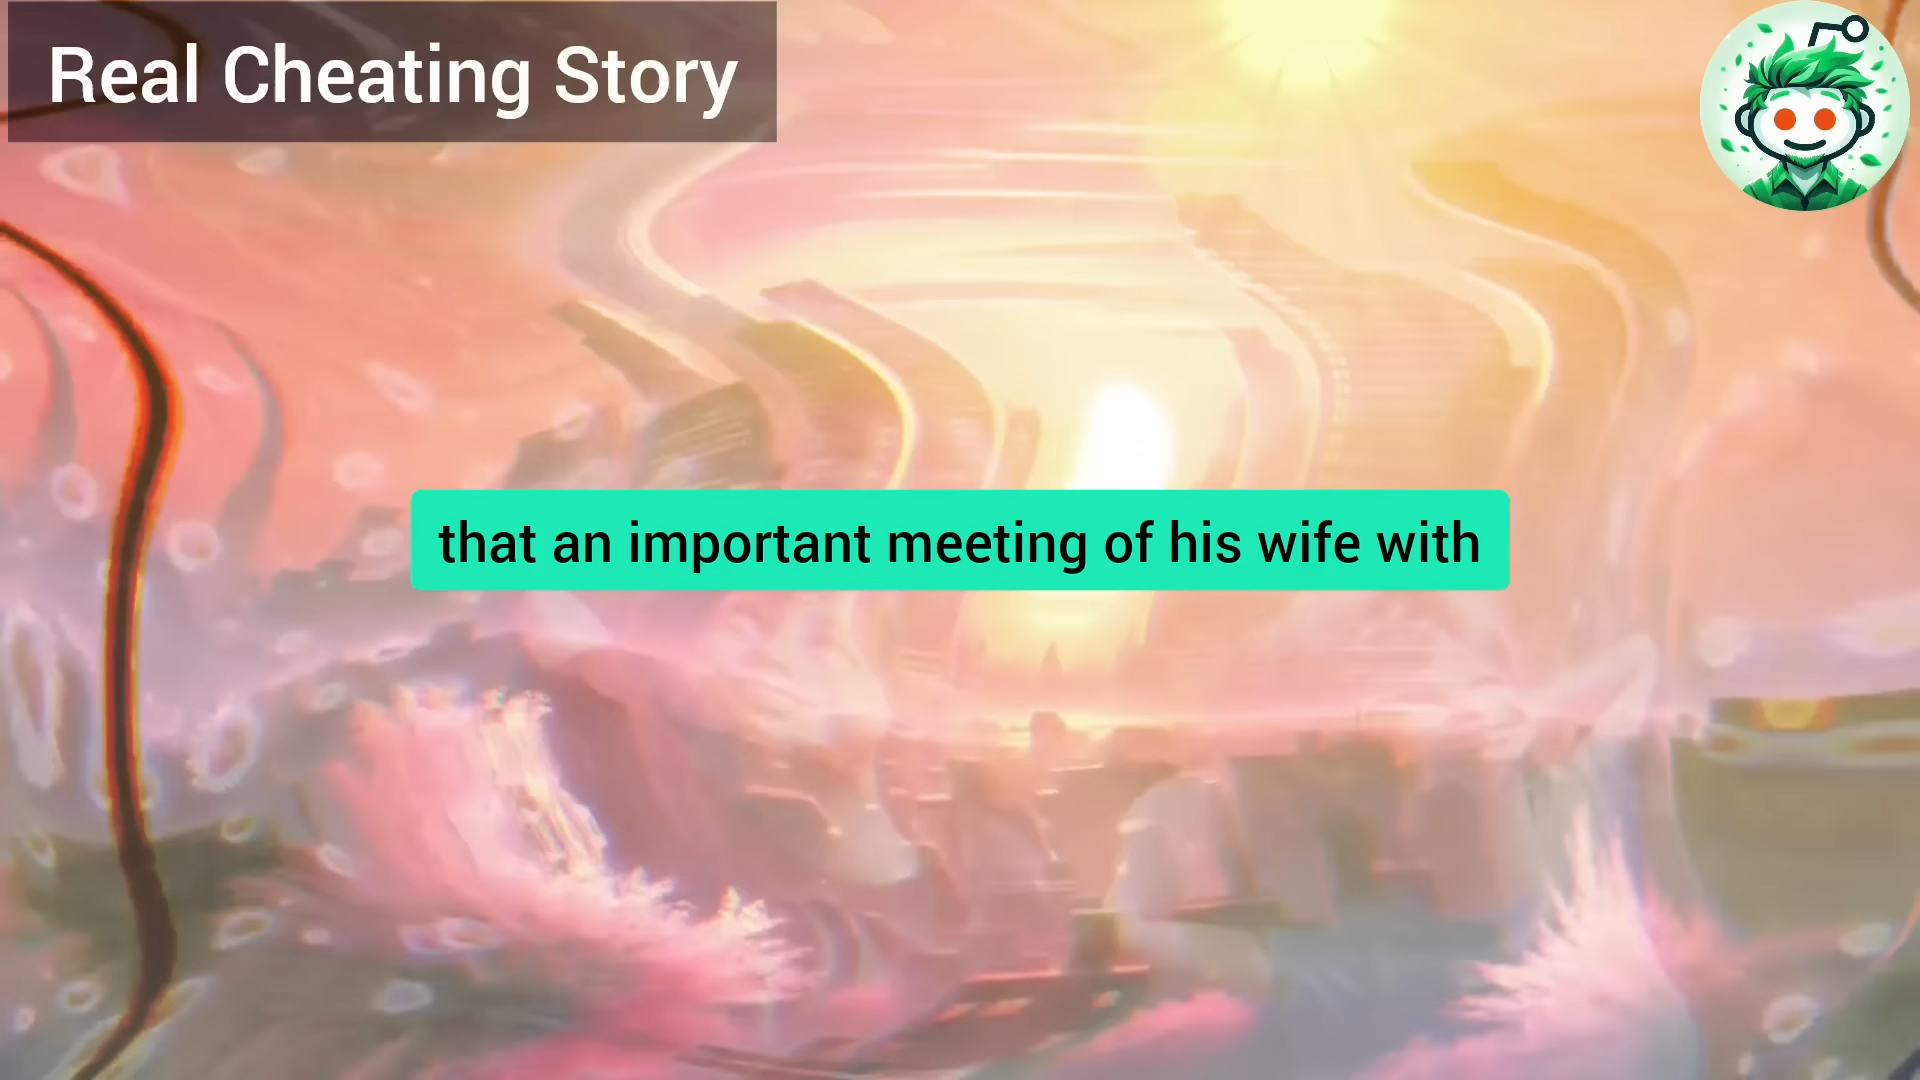 Real Cheating Story
that an important meeting of his wife with